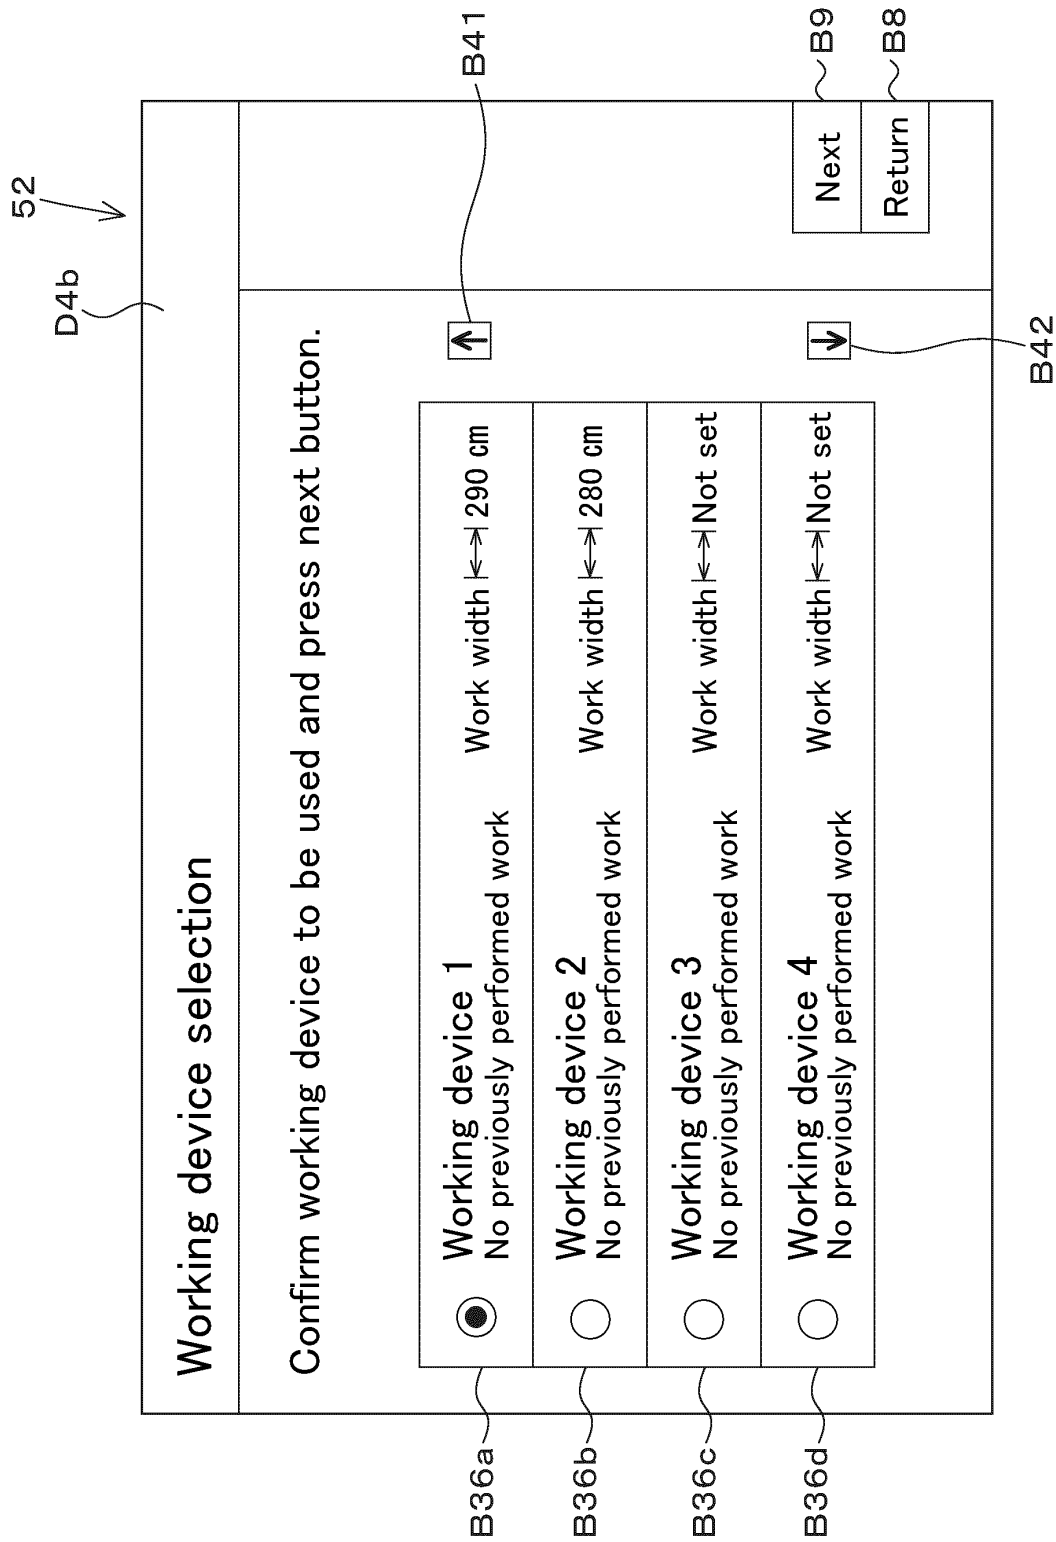 52
D4b
Working device selection
Confirm working device to be used and press next button.
B36a
Working device 1
No previously performed work
Work width 290 cm
B41
B36b
Working device 2
No previously performed work
Work width 280 cm
B36c
Working device 3
No previously performed work
Work width Not set
B36d
Working device 4
No previously performed work
Work width Not set
B42
Next
B9
Return
B8